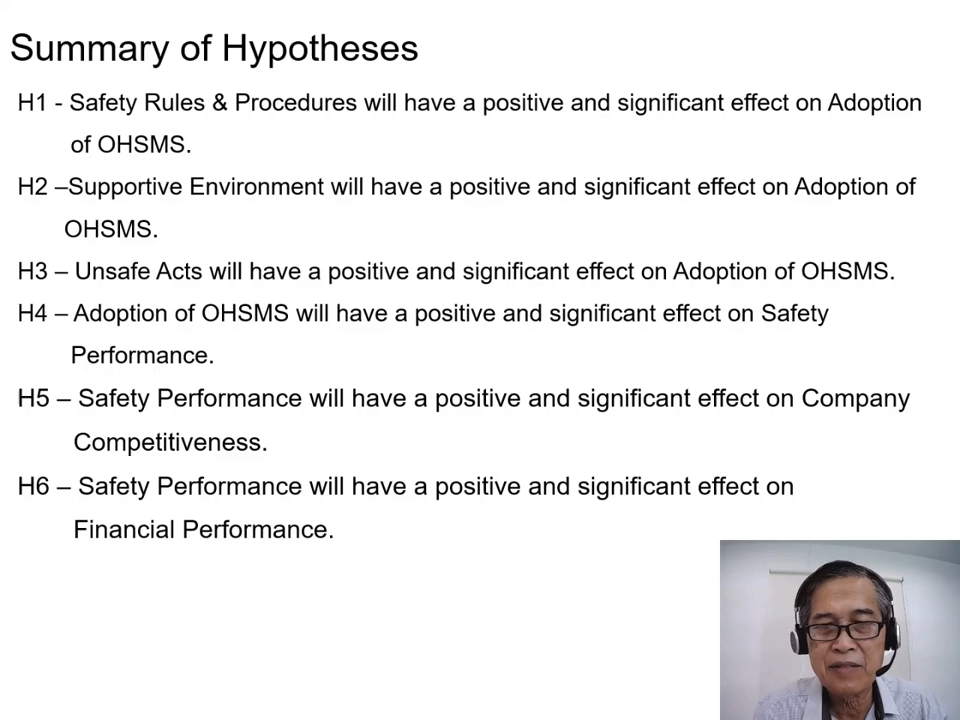 Summary of Hypotheses
H1 - Safety Rules & Procedures will have a positive and significant effect on Adoption
of OHSMS.
H2 –Supportive Environment will have a positive and significant effect on Adoption of
OHSMS.
H3 – Unsafe Acts will have a positive and significant effect on Adoption of OHSMS.
H4 – Adoption of OHSMS will have a positive and significant effect on Safety
Performance.
H5 – Safety Performance will have a positive and significant effect on Company
Competitiveness.
H6 – Safety Performance will have a positive and significant effect on
Financial Performance.